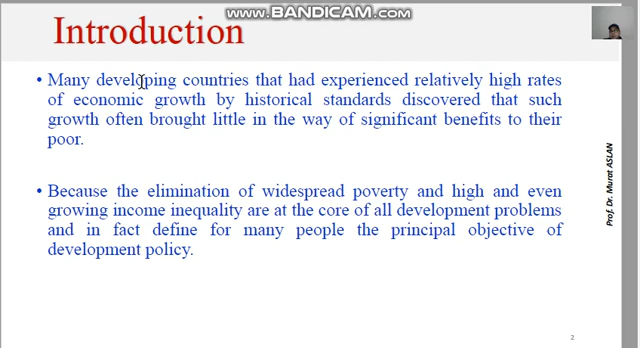 www.BANDICAM.com
Introduction
• Many developing countries that had experienced relatively high rates
of economic growth by historical standards discovered that such
growth often brought little in the way of significant benefits to their
poor.
• Because the elimination of widespread poverty and high and even
growing income inequality are at the core of all development problems
and in fact define for many people the principal objective of
development policy.
Prof. Dr. Murat ASLAN
2